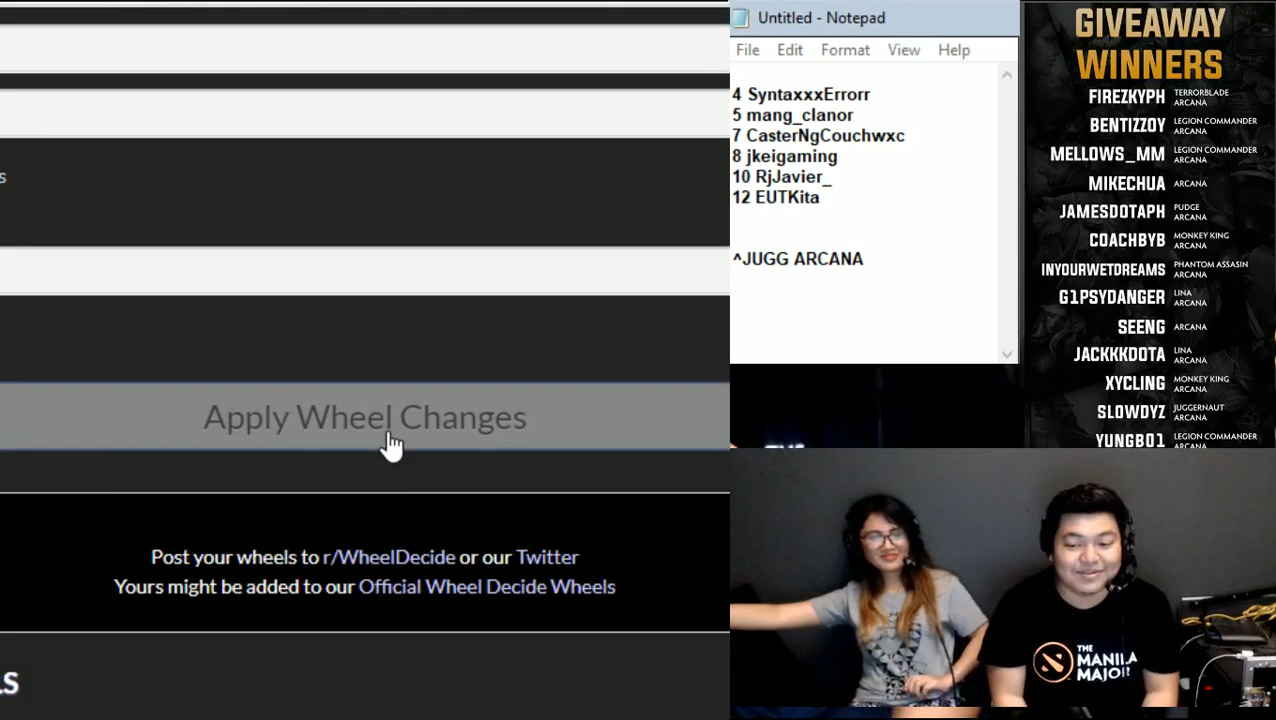 s
Apply Wheel Changes
Post your wheels to r/WheelDecide or our Twitter
Yours might be added to our Official Wheel Decide Wheels
LS
Untitled - Notepad
File Edit Format View Help
4 SyntaxxxErrorr
5 mang_clanor
7 CasterNgCouchwxc
8 jkeigaming
10 RjJavier_
12 EUTKita
^JUGG ARCANA
GIVEAWAY
WINNERS
FIREZKYPH TERRORBLADE ARCANA
BENTIZZOY LEGION COMMANDER ARCANA
MELLOWS_MM LEGION COMMANDER ARCANA
MIKECHUA ARCANA
JAMESDOTAPH PUDGE ARCANA
COACHBYB MONKEY KING ARCANA
INYOURWETDREAMS PHANTOM ASSASIN ARCANA
G1PSYDANGER LINA ARCANA
SEENG ARCANA
JACKKKDOTA LINA ARCANA
XYCLING MONKEY KING ARCANA
SLOWDYZ JUGGERNAUT ARCANA
YUNGBO1 LEGION COMMANDER ARCANA
THE
MANILA
MAJOR